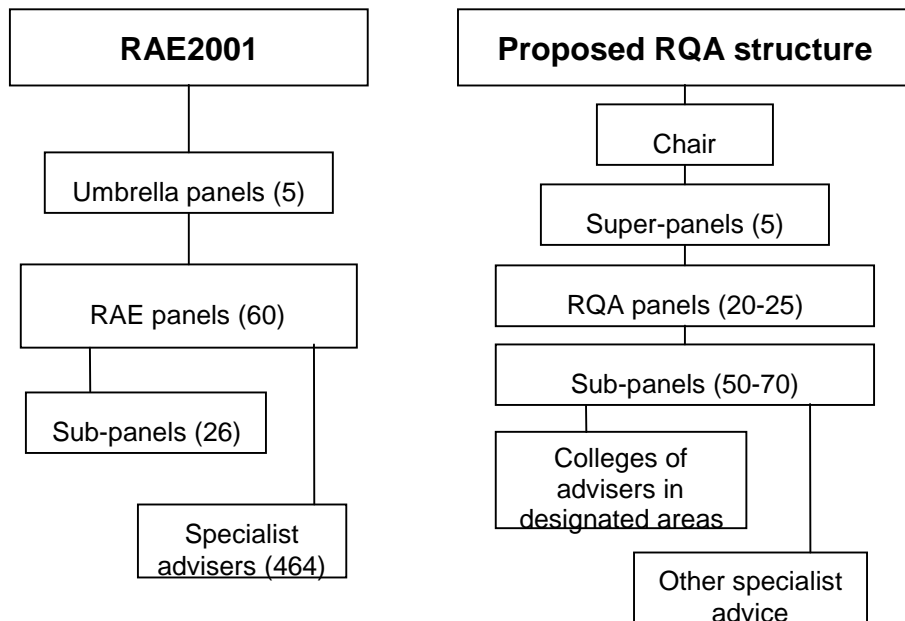 RAE2001
Umbrella panels (5)
RAE panels (60)
Sub-panels (26)
Specialist
advisers (464)
Proposed RQA structure
Chair
Super-panels (5)
RQA panels (20-25)
Sub-panels (50-70)
Colleges of
advisers in
designated areas
Other specialist
advice